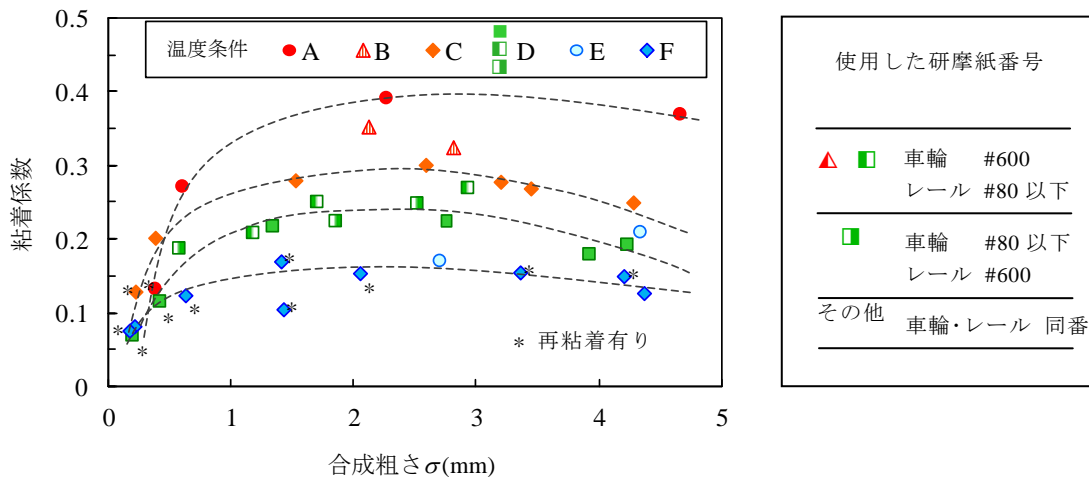 0.5
0.4
0.3
0.2
0.1
0
粘着係数
温度条件 A B C D E F
* * * * * * * * * * *
* 再粘着有り
0 1 2 3 4 5
合成粗さσ(mm)
使用した研摩紙番号
車輪 #600
レール #80 以下
車輪 #80 以下
レール #600
その他 車輪・レール 同番